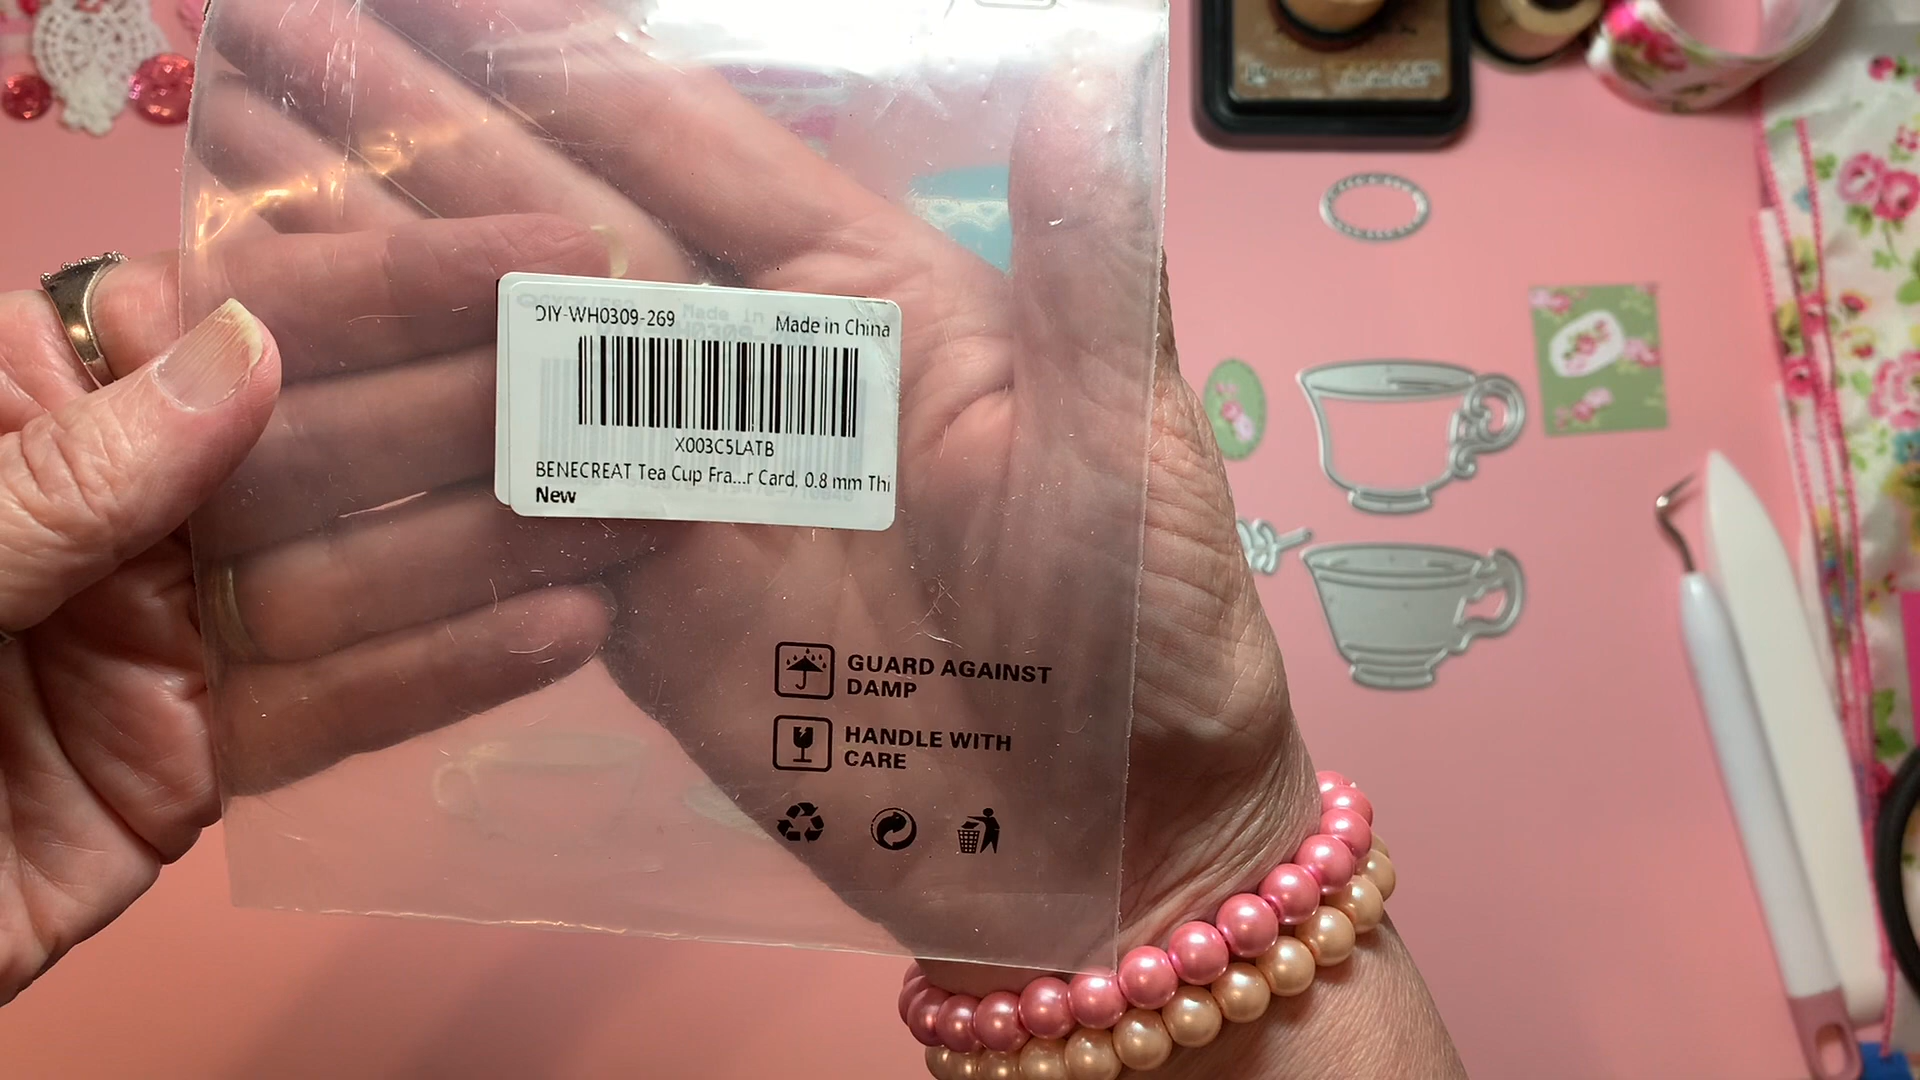 DIY-WH0309-269 Made in China
X003C5LATB
BENECREAT Tea Cup Fra...r Card, 0.8 mm Thi
New
GUARD AGAINST
DAMP
HANDLE WITH
CARE